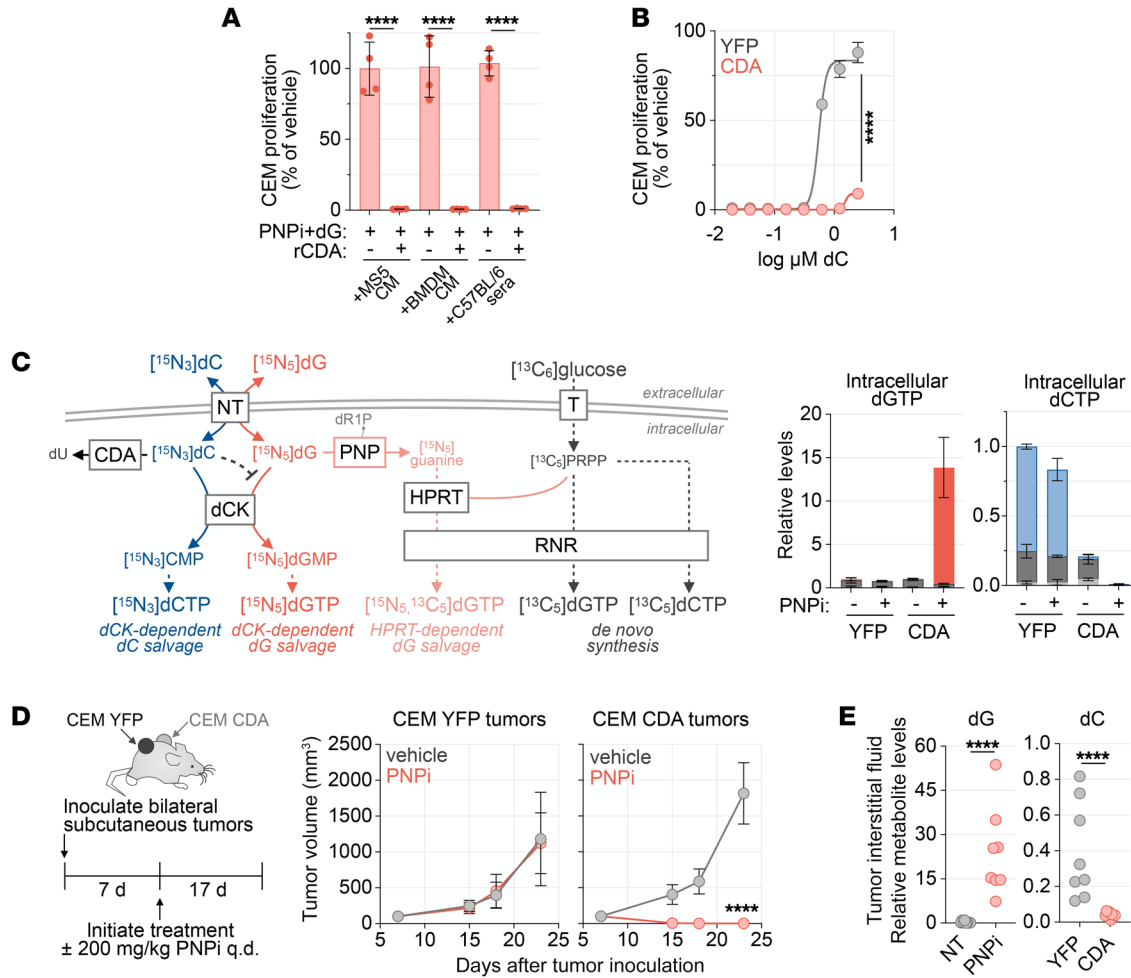 A
**** **** ****
CEM proliferation
(% of vehicle)
100
50
0
PNPi+dG: + + + + + +
rCDA: - + - + - +
+MS5
CM
+BMDM
CM
+C57BL/6
sera
B
YFP
CDA
CEM proliferation
(% of vehicle)
100
75
50
25
0
****
-2 -1 0 1
log µM dC
C
[¹⁵N₃]dC [¹⁵N₅]dG
[¹³C₆]glucose
NT
T
extracellular
intracellular
dR1P
dU
CDA
[¹⁵N₃]dC
[¹⁵N₅]dG
PNP
[¹⁵N₅]
guanine
[¹³C₅]PRPP
HPRT
dCK
RNR
[¹⁵N₃]CMP
[¹⁵N₅]dGMP
[¹⁵N₃]dCTP
[¹⁵N₅]dGTP
[¹⁵N₅,¹³C₅]dGTP
[¹³C₅]dGTP
[¹³C₅]dCTP
dCK-dependent
dC salvage
dCK-dependent
dG salvage
HPRT-dependent
dG salvage
de novo
synthesis
Intracellular
dGTP
Relative levels
20
15
10
5
0
PNPi: - + - +
YFP CDA
Intracellular
dCTP
1.0
0.5
0.0
- + - +
YFP CDA
D
CEM YFP
CEM CDA
Inoculate bilateral
subcutaneous tumors
7 d 17 d
Initiate treatment
± 200 mg/kg PNPi q.d.
CEM YFP tumors
vehicle
PNPi
Tumor volume (mm³)
2500
2000
1500
1000
500
0
5 10 15 20 25
CEM CDA tumors
vehicle
PNPi
****
5 10 15 20 25
Days after tumor inoculation
E
Tumor interstitial fluid
Relative metabolite levels
dG
****
60
45
30
15
0
NT PNPi
dC
****
1.0
0.8
0.6
0.4
0.2
0.0
YFP CDA